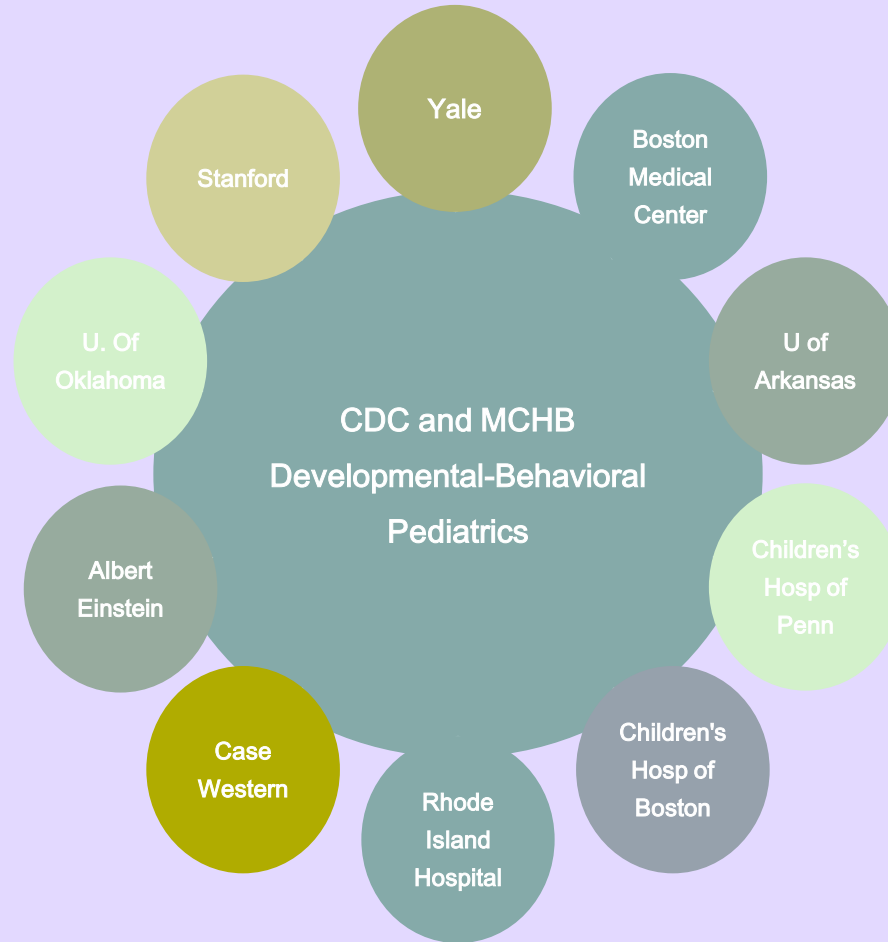 Yale
Boston
Medical
Center
U of
Arkansas
Children’s
Hosp of
Penn
Children's
Hosp of
Boston
Rhode
Island
Hospital
Case
Western
Albert
Einstein
U. Of
Oklahoma
Stanford
CDC and MCHB
Developmental-Behavioral
Pediatrics